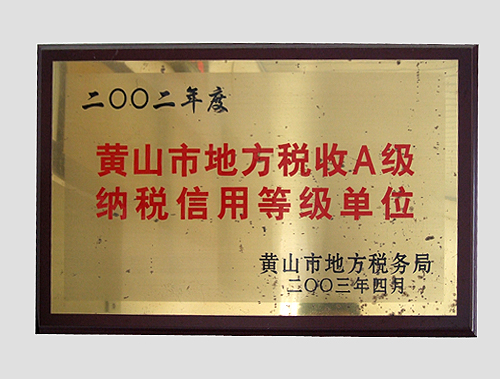 二〇〇二年度
黄山市地方税收A级
纳税信用等级单位
黄山市地方税务局
二〇〇三年四月